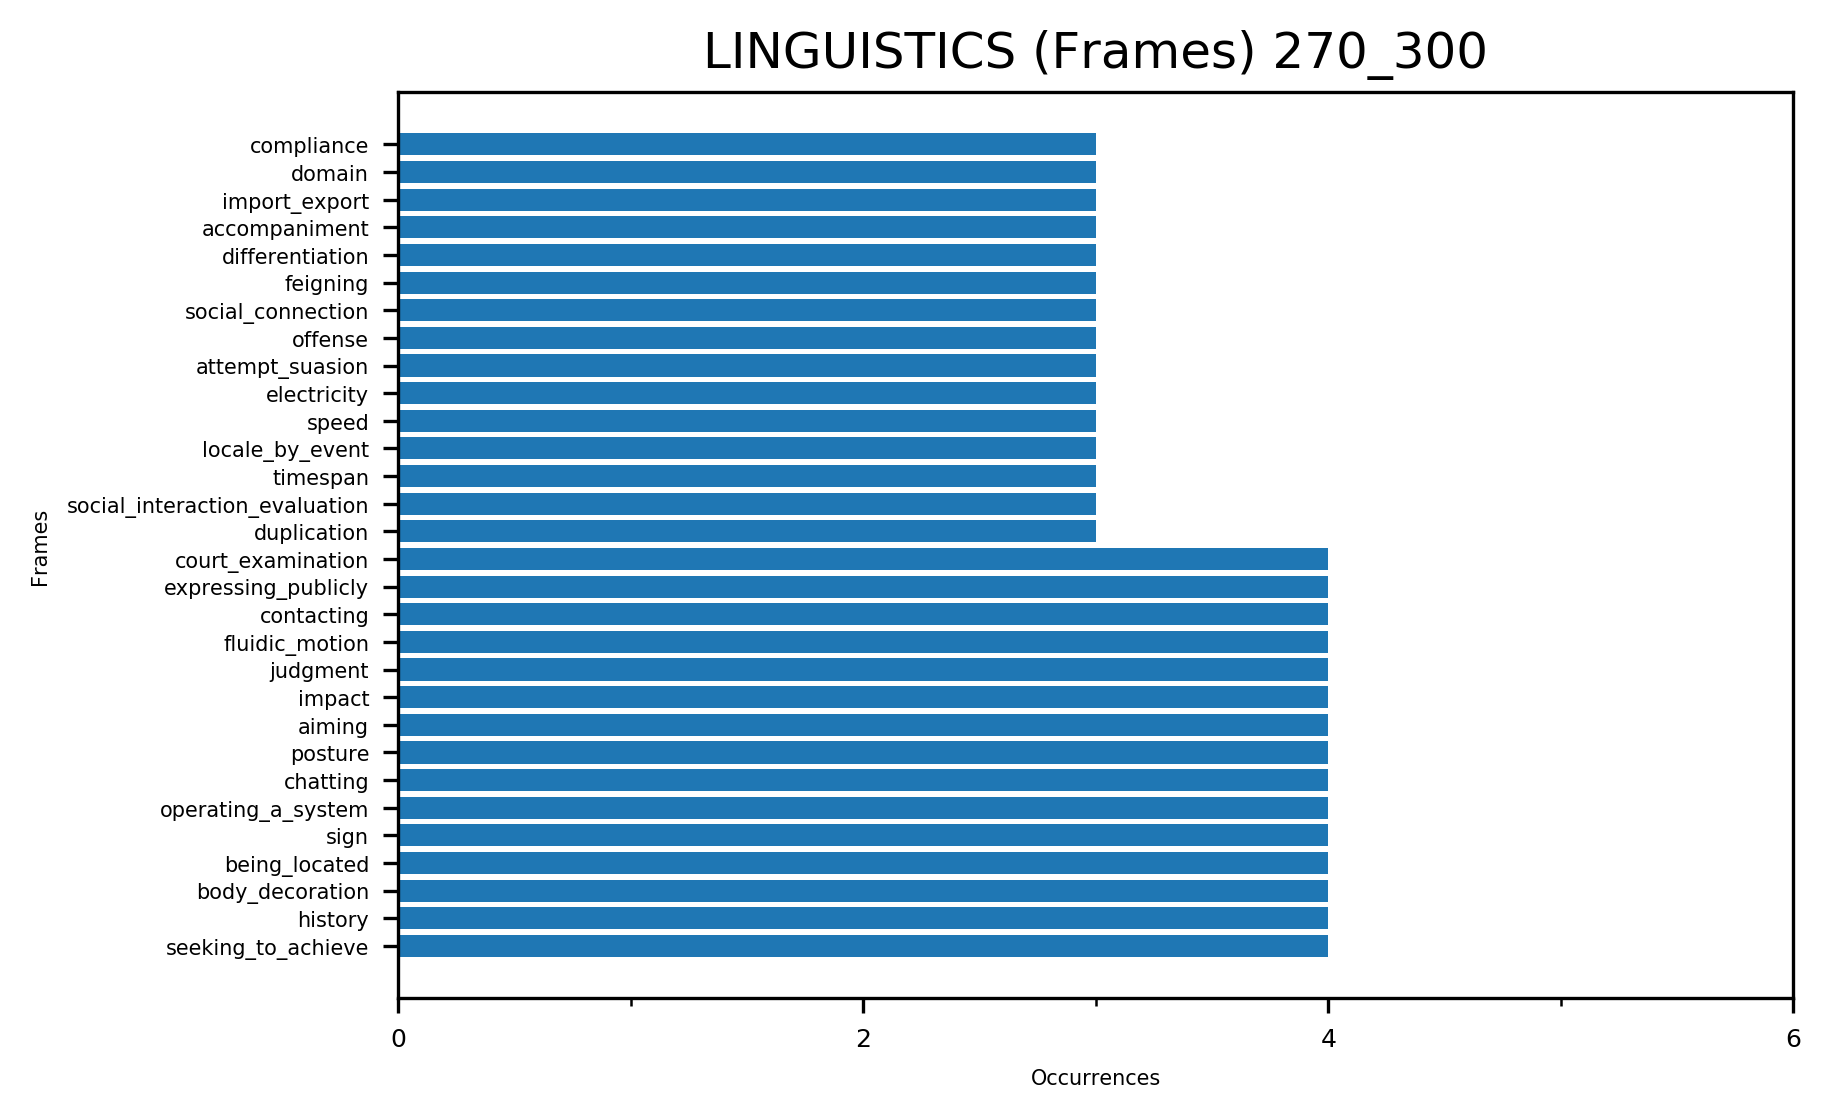 LINGUISTICS (Frames) 270_300
compliance
domain
import_export
accompaniment
differentiation
feigning
social_connection
offense
attempt_suasion
electricity
speed
locale_by_event
timespan
social_interaction_evaluation
duplication
court_examination
expressing_publicly
contacting
fluidic_motion
judgment
impact
aiming
posture
chatting
operating_a_system
sign
being_located
body_decoration
history
seeking_to_achieve
Frames
0 2 4 6
Occurrences